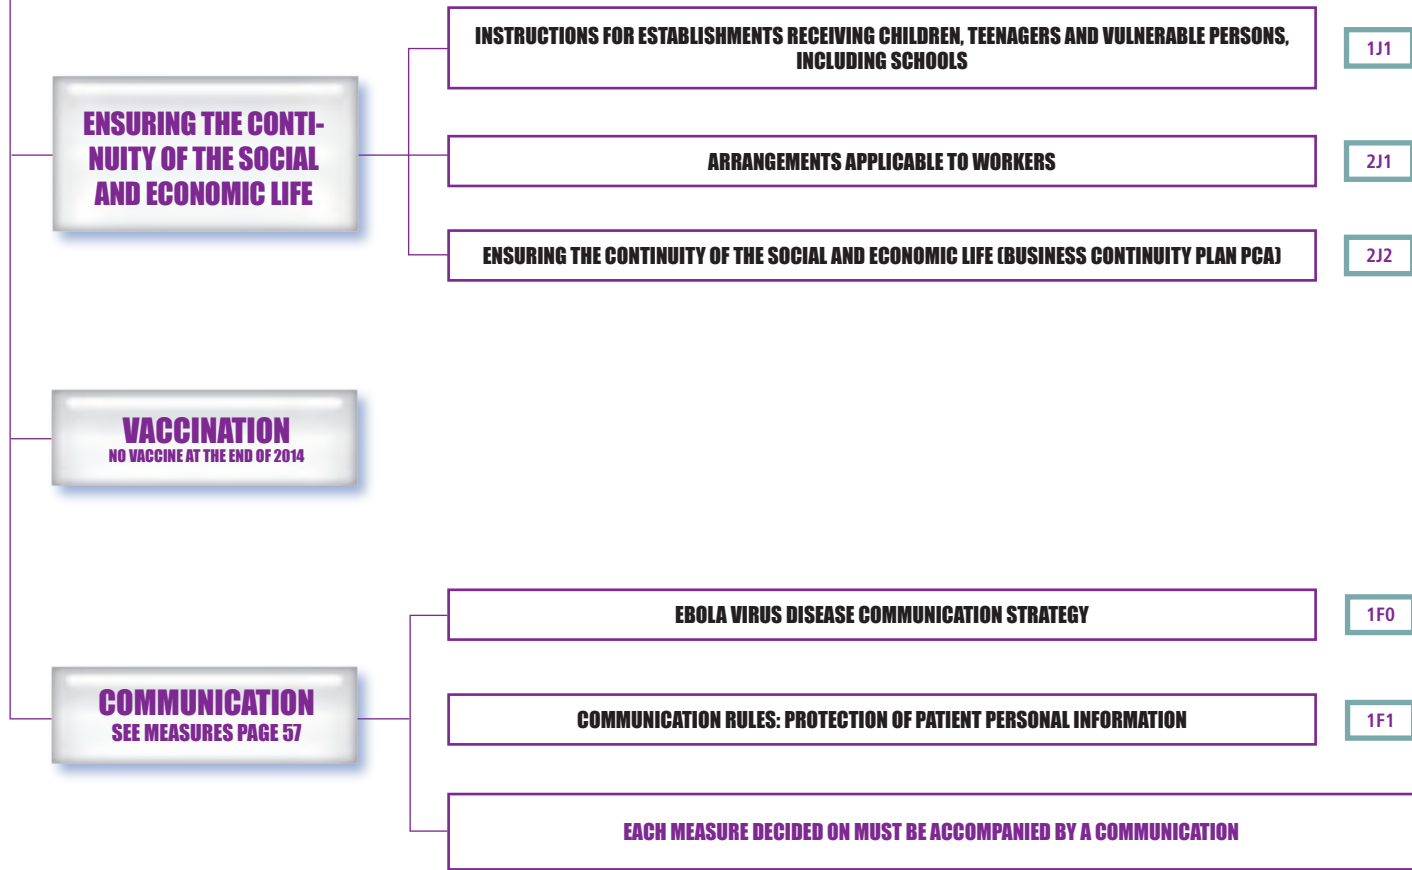 INSTRUCTIONS FOR ESTABLISHMENTS RECEIVING CHILDREN, TEENAGERS AND VULNERABLE PERSONS,
INCLUDING SCHOOLS
1J1
ENSURING THE CONTI-
NUITY OF THE SOCIAL
AND ECONOMIC LIFE
ARRANGEMENTS APPLICABLE TO WORKERS
2J1
ENSURING THE CONTINUITY OF THE SOCIAL AND ECONOMIC LIFE (BUSINESS CONTINUITY PLAN PCA)
2J2
VACCINATION
NO VACCINE AT THE END OF 2014
EBOLA VIRUS DISEASE COMMUNICATION STRATEGY
1F0
COMMUNICATION
SEE MEASURES PAGE 57
COMMUNICATION RULES: PROTECTION OF PATIENT PERSONAL INFORMATION
1F1
EACH MEASURE DECIDED ON MUST BE ACCOMPANIED BY A COMMUNICATION